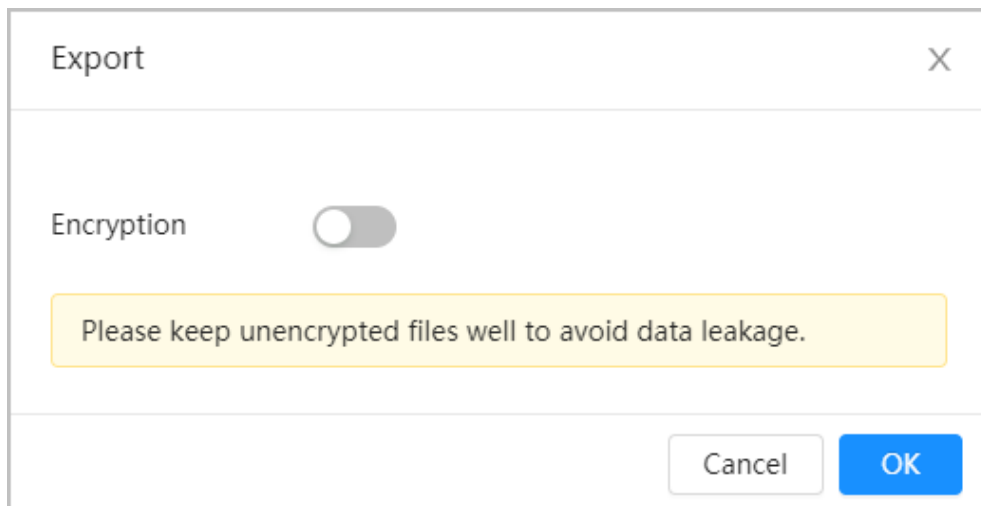 Export
Encryption
Please keep unencrypted files well to avoid data leakage.
Cancel OK